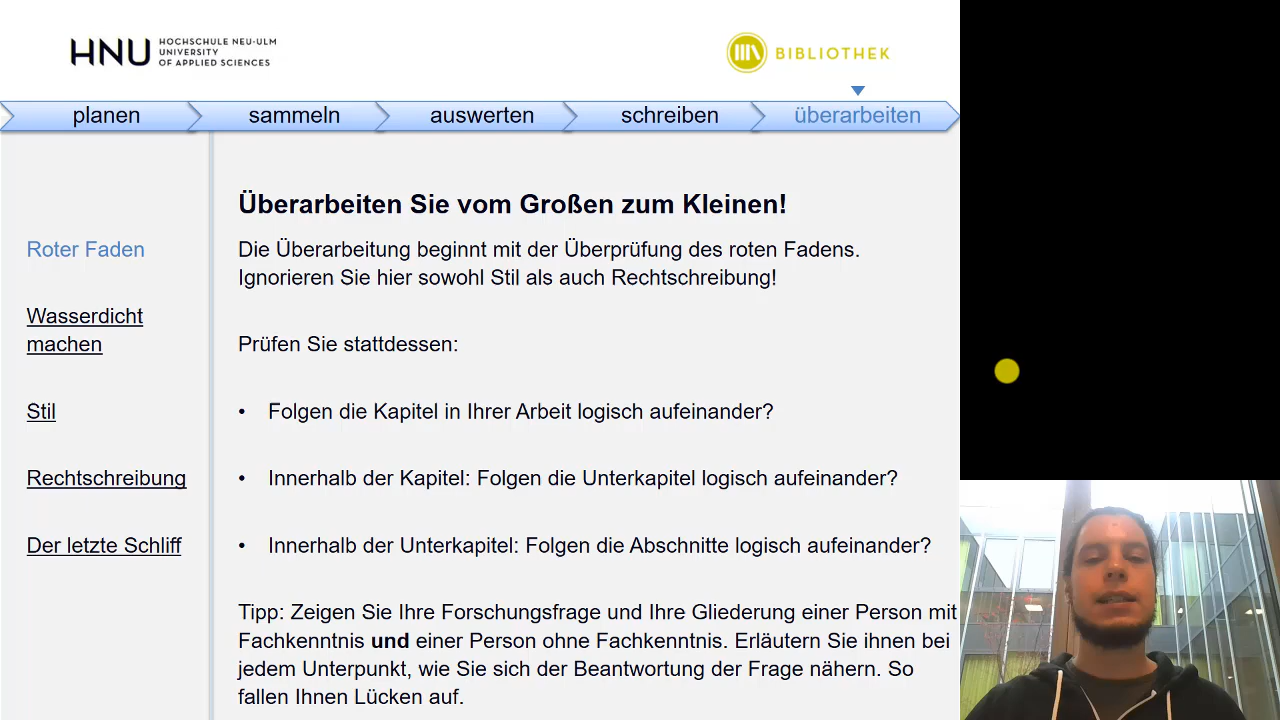 HNU HOCHSCHULE NEU-ULM
UNIVERSITY
OF APPLIED SCIENCES
BIBLIOTHEK
planen
sammeln
auswerten
schreiben
überarbeiten
Überarbeiten Sie vom Großen zum Kleinen!
Roter Faden
Wasserdicht
machen
Stil
Rechtschreibung
Der letzte Schliff
Die Überarbeitung beginnt mit der Überprüfung des roten Fadens.
Ignorieren Sie hier sowohl Stil als auch Rechtschreibung!
Prüfen Sie stattdessen:
• Folgen die Kapitel in Ihrer Arbeit logisch aufeinander?
• Innerhalb der Kapitel: Folgen die Unterkapitel logisch aufeinander?
• Innerhalb der Unterkapitel: Folgen die Abschnitte logisch aufeinander?
Tipp: Zeigen Sie Ihre Forschungsfrage und Ihre Gliederung einer Person mit
Fachkenntnis und einer Person ohne Fachkenntnis. Erläutern Sie ihnen bei
jedem Unterpunkt, wie Sie sich der Beantwortung der Frage nähern. So
fallen Ihnen Lücken auf.